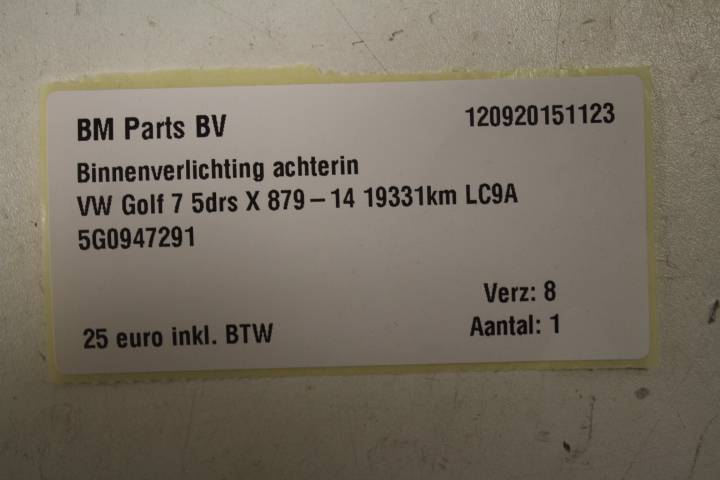 BM Parts BV 120920151123
Binnenverlichting achterin
VW Golf 7 5drs X 879-14 19331km LC9A
5G0947291
Verz: 8
25 euro inkl. BTW Aantal: 1